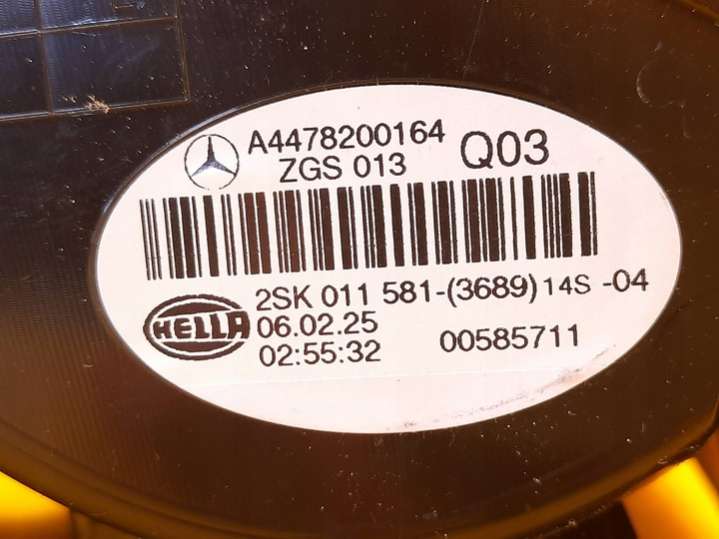 A4478200164 Q03
ZGS 013
2SK 011 581-(3689) 14S -04
HELLA
06.02.25
02:55:32 00585711